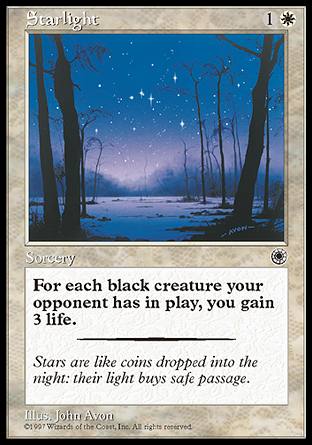 Starlight 1
AVON
Sorcery
For each black creature your
opponent has in play, you gain
3 life.
Stars are like coins dropped into the
night: their light buys safe passage.
Illus. John Avon
©1997 Wizards of the Coast, Inc. All rights reserved.